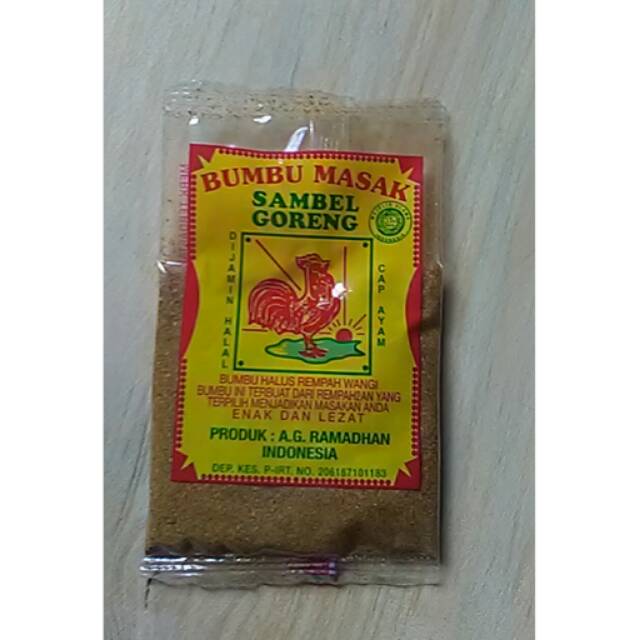 BUMBU MASAK
SAMBEL
GORENG
DIJAMIN HALAL
CAP AYAM
BUMBU HALUS REMPAH WANGI
BUMBU INI TERBUAT DARI REMPAH2AN YANG
TERPILIH MENJADIKAN MASAKAN ANDA
ENAK DAN LEZAT
PRODUK : A.G. RAMADHAN
INDONESIA
DEP. KES. P-IRT. NO. 206187101183